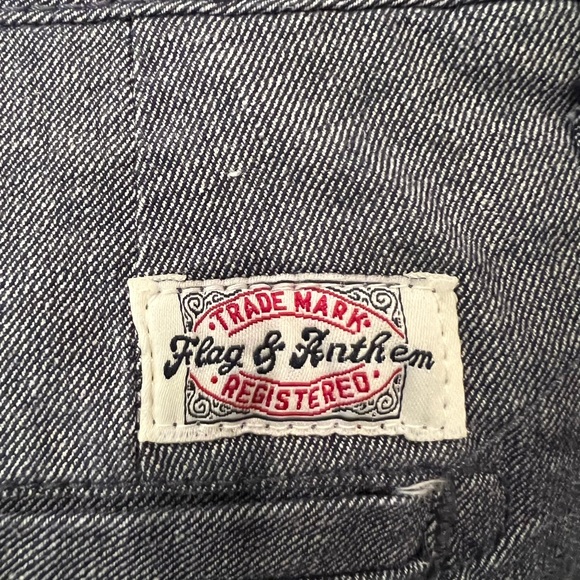 ·TRADE MARK·
Flag & Anthem
·REGISTERED·